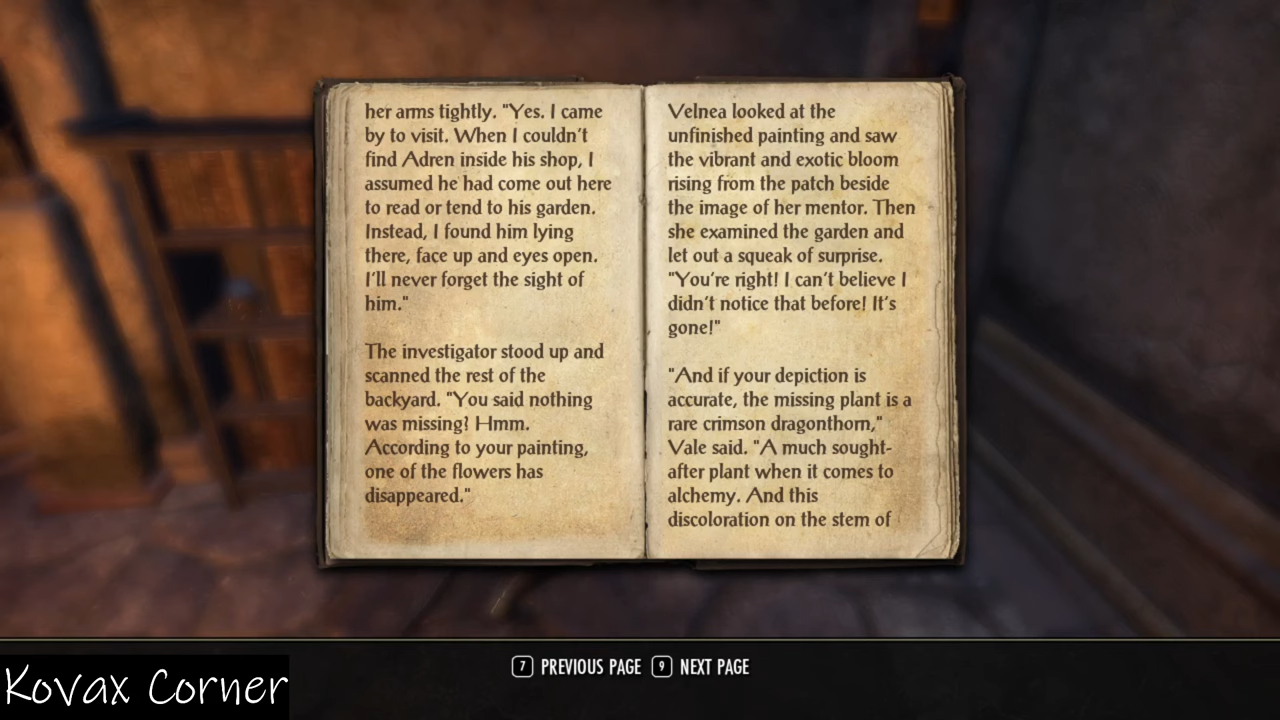 her arms tightly. "Yes. I came
by to visit. When I couldn't
find Adren inside his shop, I
assumed he had come out here
to read or tend to his garden.
Instead, I found him lying
there, face up and eyes open.
I'll never forget the sight of
him."
The investigator stood up and
scanned the rest of the
backyard. "You said nothing
was missing? Hmm.
According to your painting,
one of the flowers has
disappeared."
Velnea looked at the
unfinished painting and saw
the vibrant and exotic bloom
rising from the patch beside
the image of her mentor. Then
she examined the garden and
let out a squeak of surprise.
"You're right! I can't believe I
didn't notice that before! It's
gone!"
"And if your depiction is
accurate, the missing plant is a
rare crimson dragonthorn,"
Vale said. "A much sought-
after plant when it comes to
alchemy. And this
discoloration on the stem of
7 PREVIOUS PAGE 9 NEXT PAGE
Kovax Corner